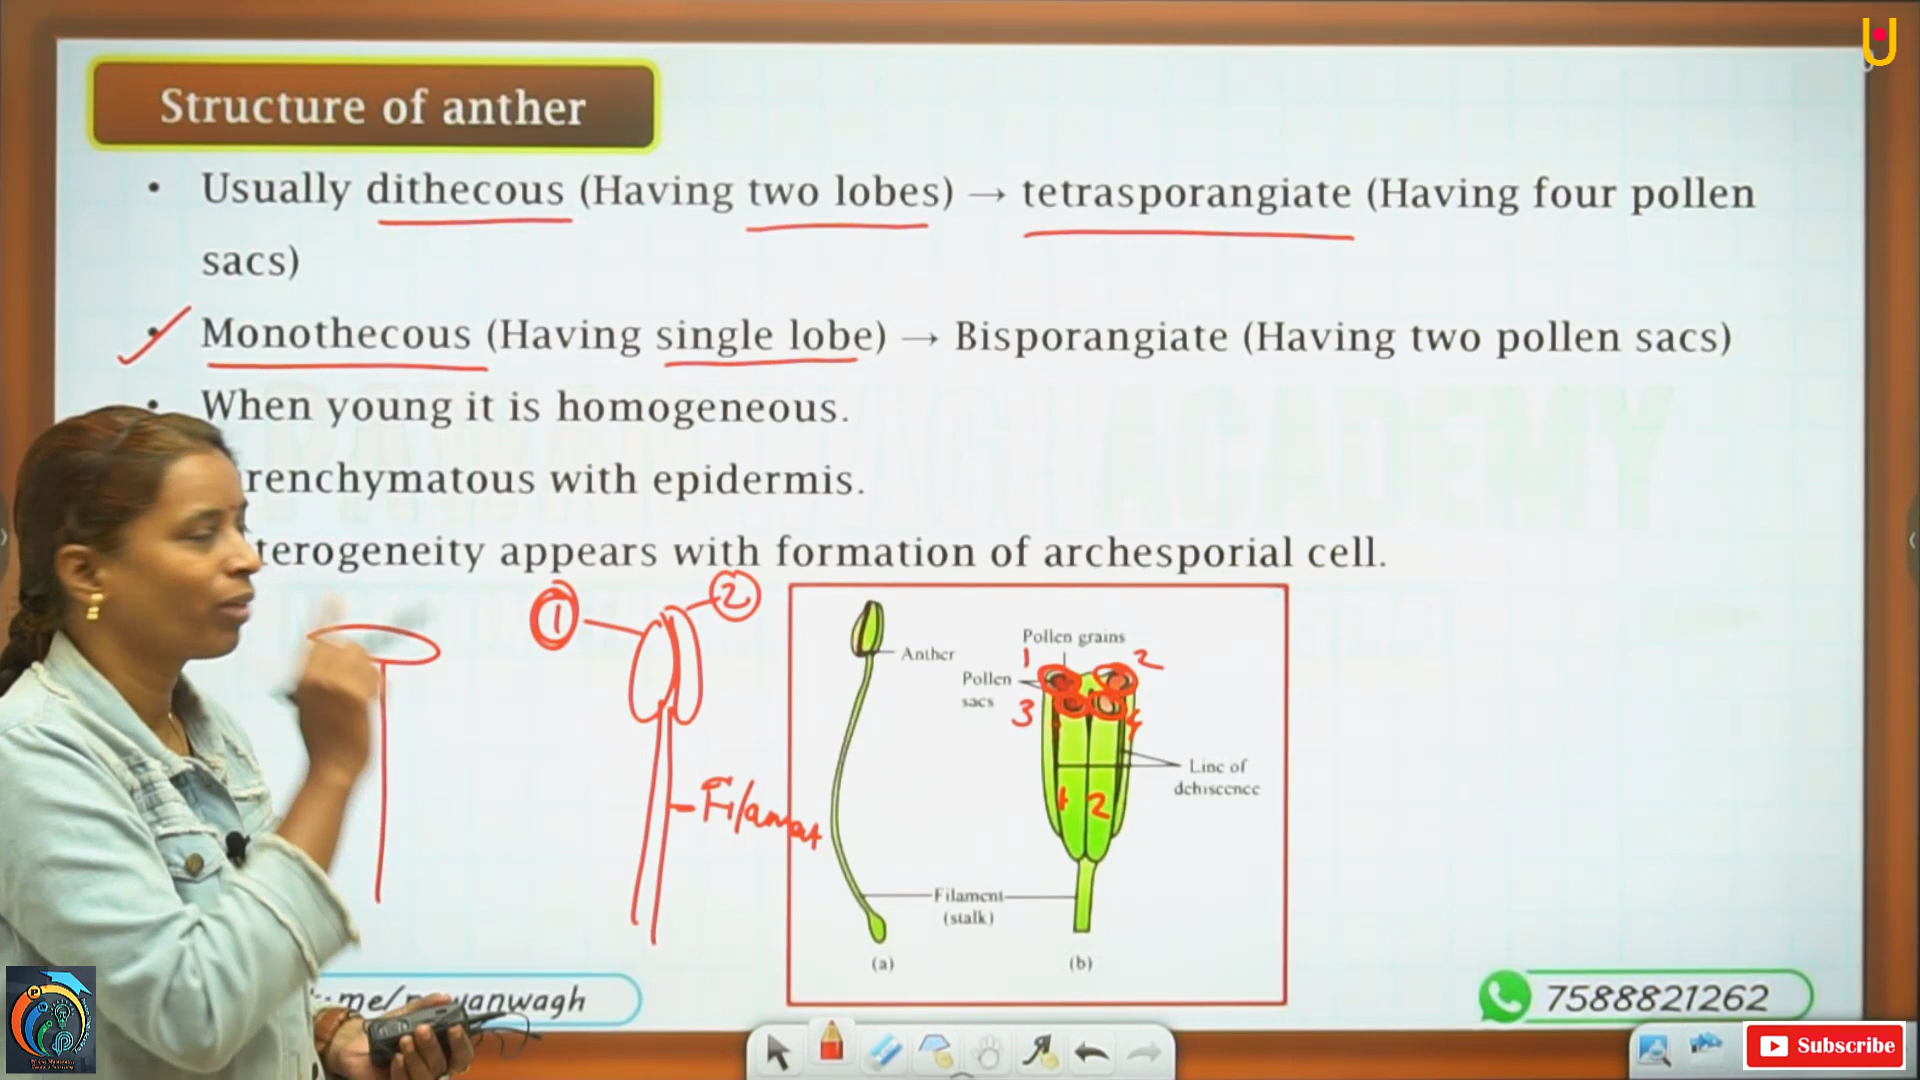 Structure of anther
• Usually dithecous (Having two lobes) → tetrasporangiate (Having four pollen
sacs)
• Monothecous (Having single lobe) → Bisporangiate (Having two pollen sacs)
• When young it is homogeneous.
renchymatous with epidermis.
terogeneity appears with formation of archesporial cell.
1
2
Filamat
Anther
Pollen grains
1
2
Pollen
sacs
3
4
Line of
dehiscence
1 2
Filament
(stalk)
(a)
(b)
me/pawanwagh
7588821262
Subscribe